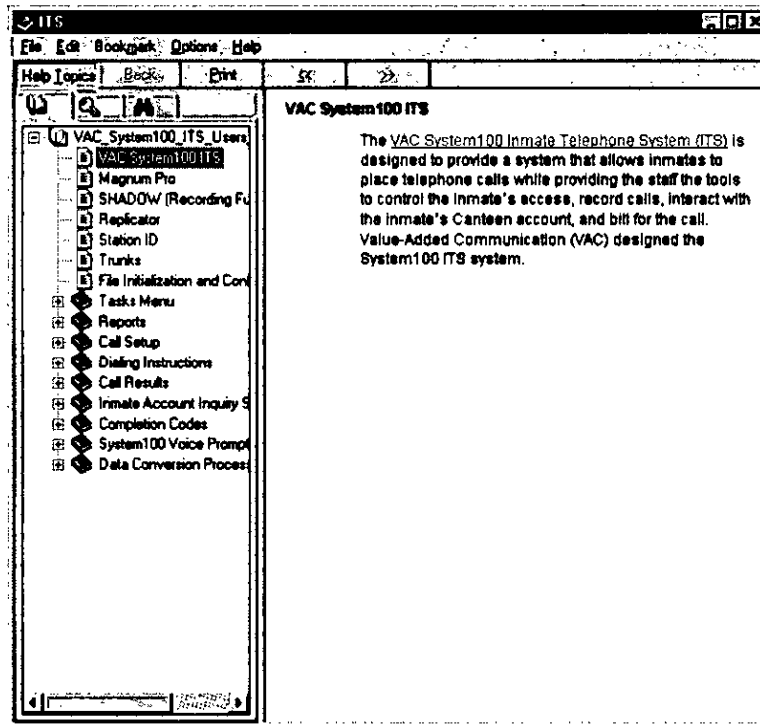 ITS
File Edit Bookmark Options Help
Help Topics Back Print << >>
VAC_System100_ITS_Users
VAC System100 ITS
Magnum Pro
SHADOW (Recording Fu
Replicator
Station ID
Trunks
File Initialization and Conf
Tasks Menu
Reports
Call Setup
Dialing Instructions
Call Results
Inmate Account Inquiry S
Completion Codes
System100 Voice Prompt
Data Conversion Process
VAC System100 ITS
The VAC System100 Inmate Telephone System (ITS) is
designed to provide a system that allows inmates to
place telephone calls while providing the staff the tools
to control the inmate's access, record calls, interact with
the inmate's Canteen account, and bill for the call.
Value-Added Communication (VAC) designed the
System100 ITS system.